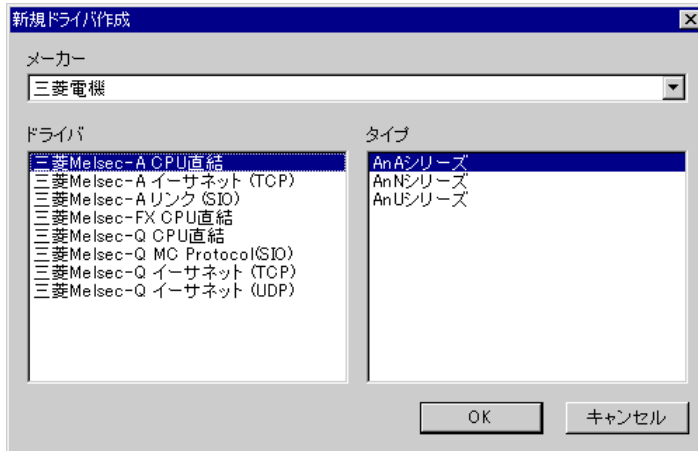 新規ドライバ作成
メーカー
三菱電機
ドライバ
三菱Melsec-A CPU直結
三菱Melsec-A イーサネット (TCP)
三菱Melsec-A リンク (SIO)
三菱Melsec-FX CPU直結
三菱Melsec-Q CPU直結
三菱Melsec-Q MC Protocol(SIO)
三菱Melsec-Q イーサネット (TCP)
三菱Melsec-Q イーサネット (UDP)
タイプ
AnAシリーズ
AnNシリーズ
AnUシリーズ
OK
キャンセル